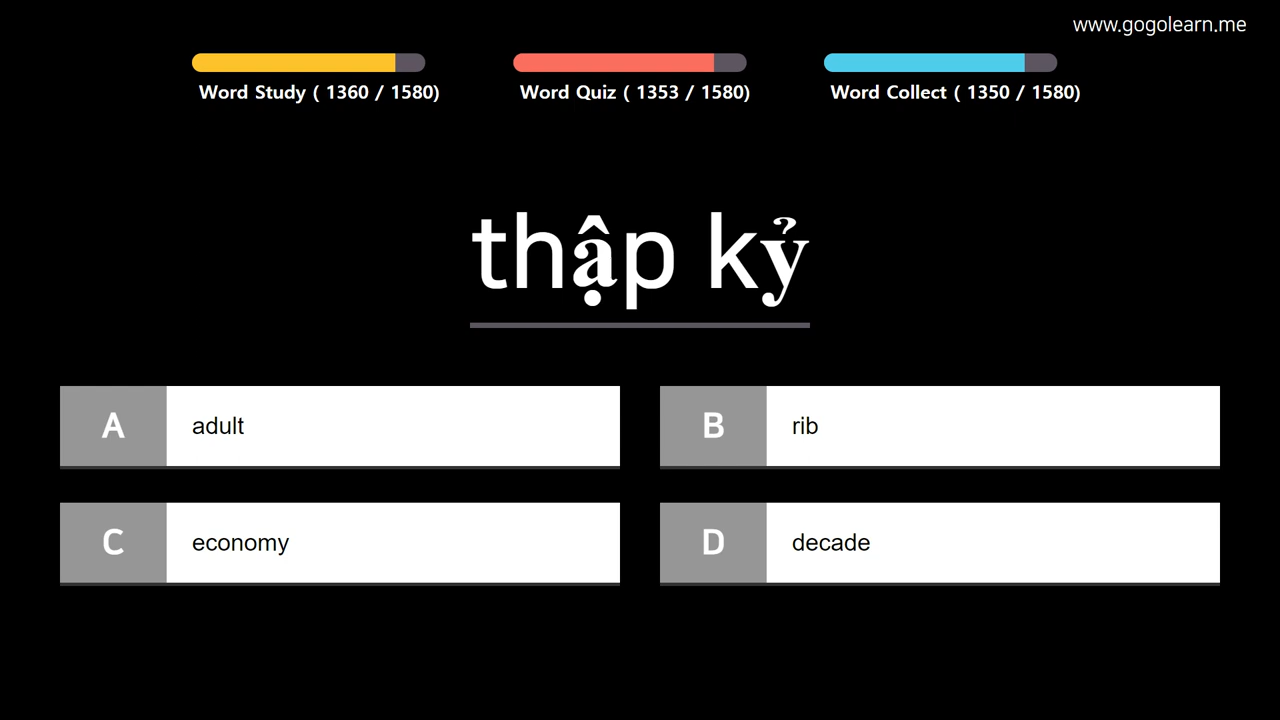 www.gogolearn.me
Word Study ( 1360 / 1580)
Word Quiz ( 1353 / 1580)
Word Collect ( 1350 / 1580)
thập kỷ
A adult
B rib
C economy
D decade